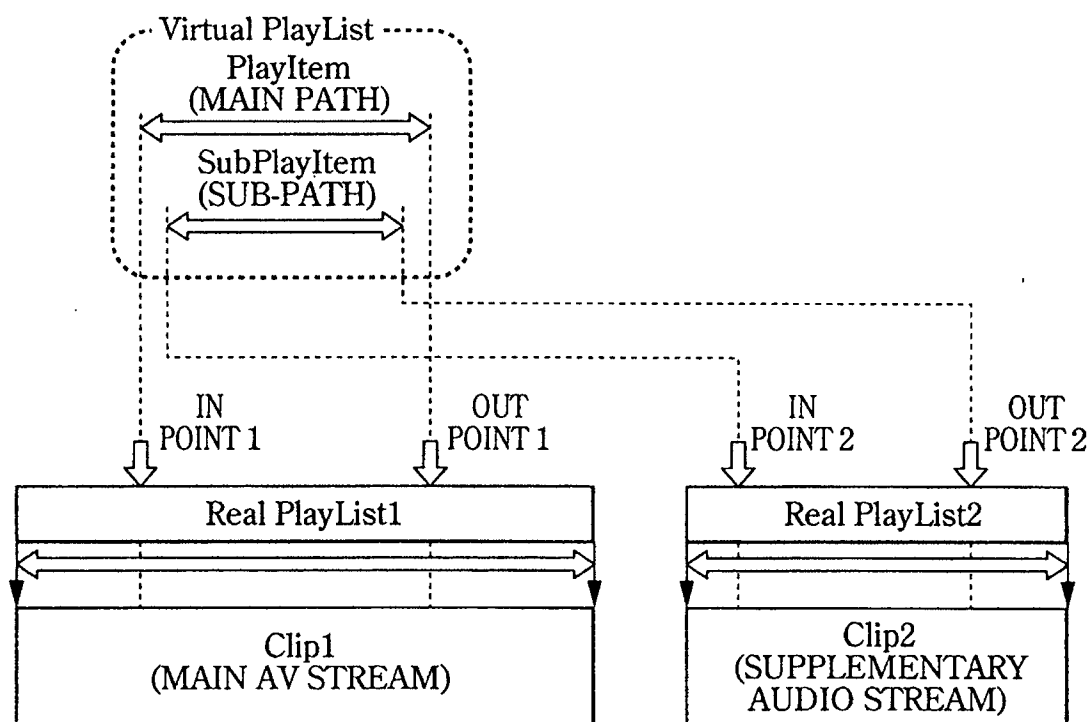 Virtual PlayList
PlayItem
(MAIN PATH)
SubPlayItem
(SUB-PATH)
IN
POINT 1
OUT
POINT 1
IN
POINT 2
OUT
POINT 2
Real PlayList1
Real PlayList2
Clip1
(MAIN AV STREAM)
Clip2
(SUPPLEMENTARY
AUDIO STREAM)